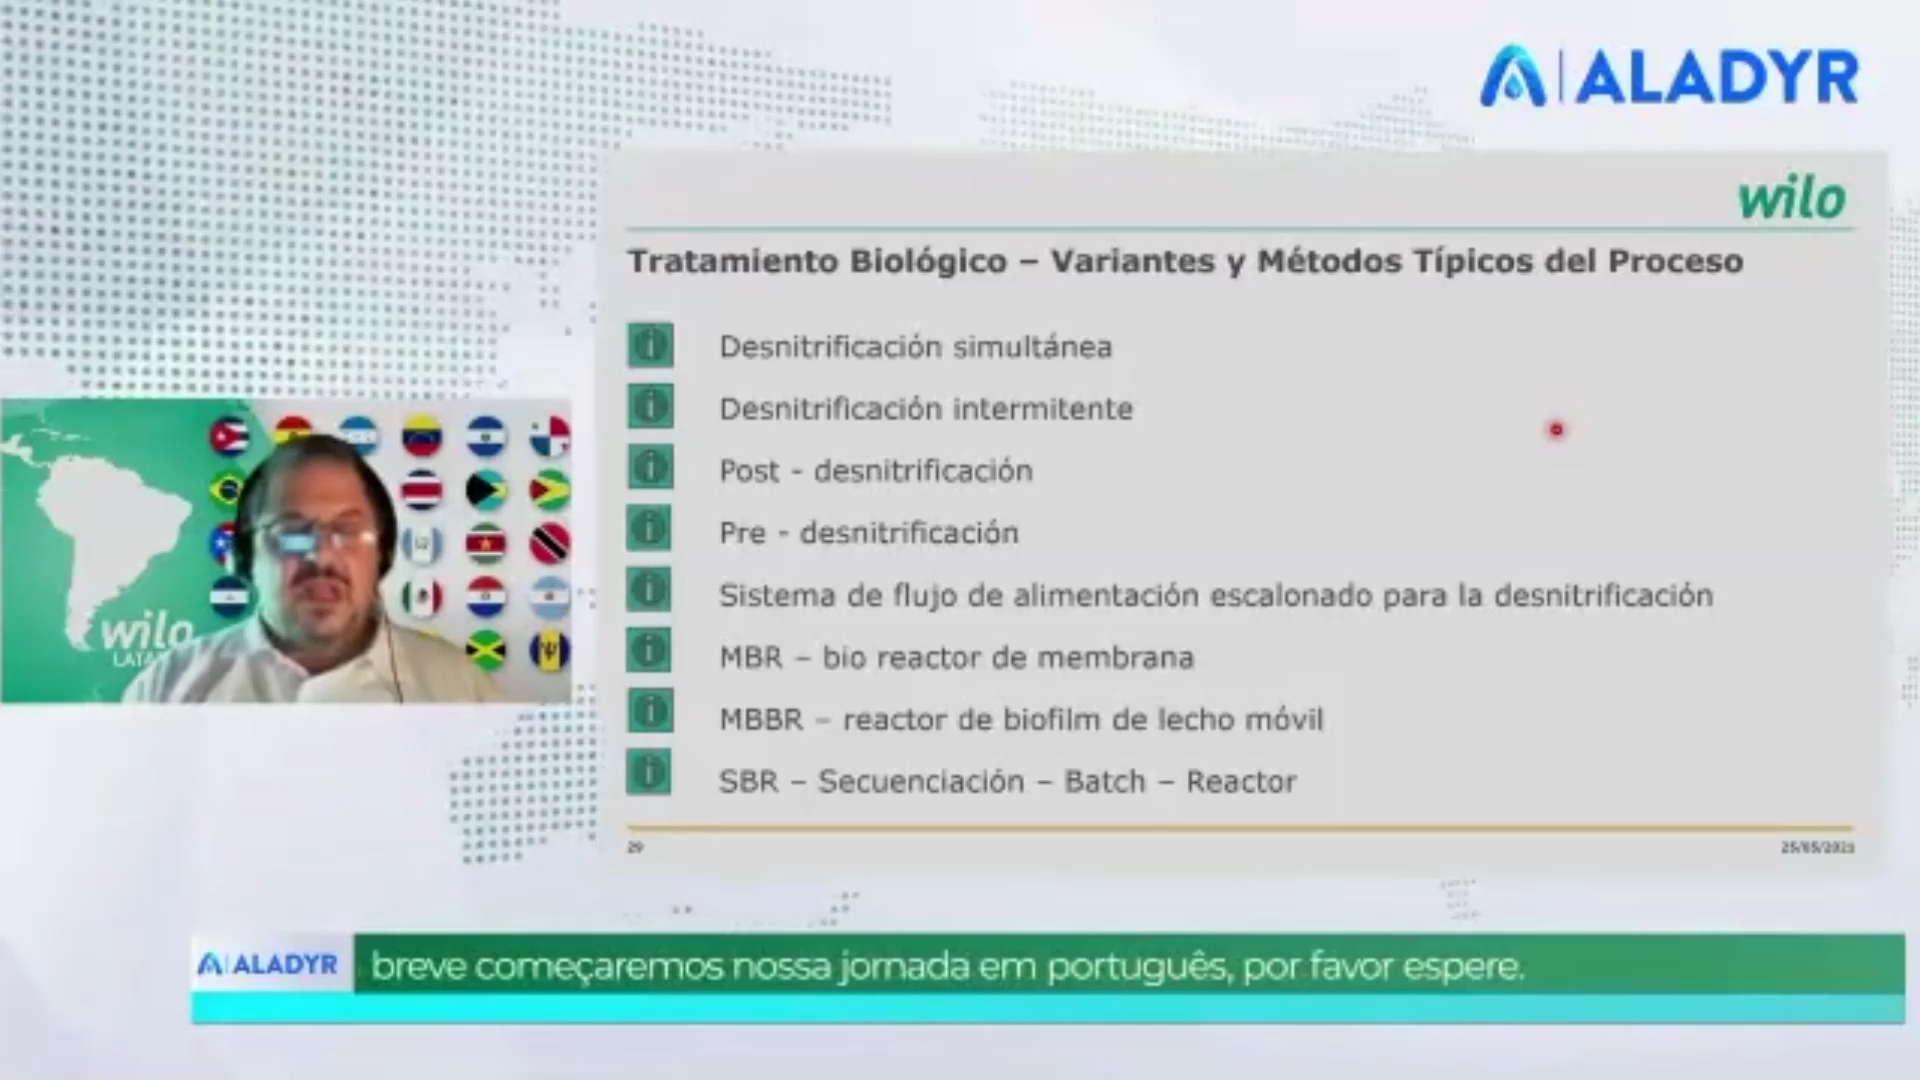 ALADYR
wilo
Tratamiento Biológico – Variantes y Métodos Típicos del Proceso
Desnitrificación simultánea
Desnitrificación intermitente
Post - desnitrificación
Pre - desnitrificación
Sistema de flujo de alimentación escalonado para la desnitrificación
MBR – bio reactor de membrana
MBBR – reactor de biofilm de lecho móvil
SBR – Secuenciación – Batch – Reactor
29
wilo
ALADYR
breve começaremos nossa jornada em português, por favor espere.